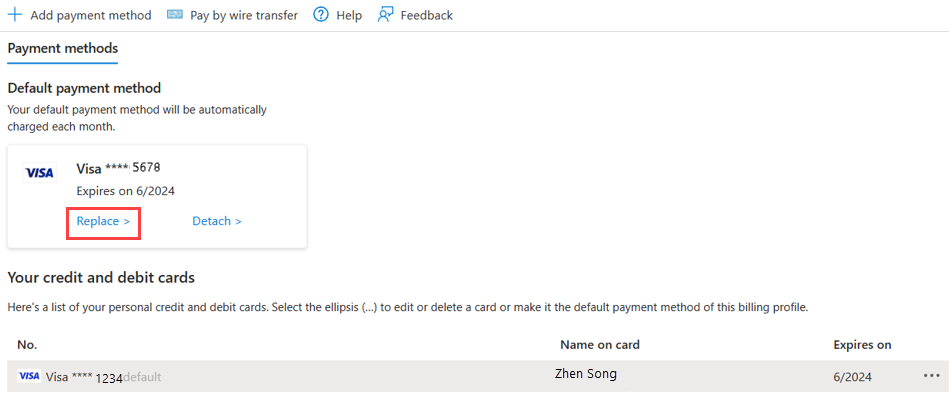 Add payment method Pay by wire transfer Help Feedback
Payment methods
Default payment method
Your default payment method will be automatically
charged each month.
VISA Visa **** 5678
Expires on 6/2024
Replace > Detach >
Your credit and debit cards
Here's a list of your personal credit and debit cards. Select the ellipsis (...) to edit or delete a card or make it the default payment method of this billing profile.
No. Name on card Expires on
VISA Visa **** 1234 default Zhen Song 6/2024 ...